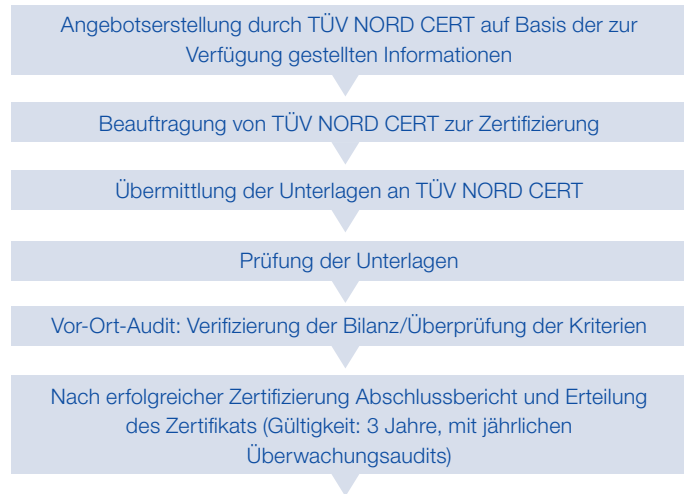 Angebotserstellung durch TÜV NORD CERT auf Basis der zur
Verfügung gestellten Informationen
Beauftragung von TÜV NORD CERT zur Zertifizierung
Übermittlung der Unterlagen an TÜV NORD CERT
Prüfung der Unterlagen
Vor-Ort-Audit: Verifizierung der Bilanz/Überprüfung der Kriterien
Nach erfolgreicher Zertifizierung Abschlussbericht und Erteilung
des Zertifikats (Gültigkeit: 3 Jahre, mit jährlichen
Überwachungsaudits)